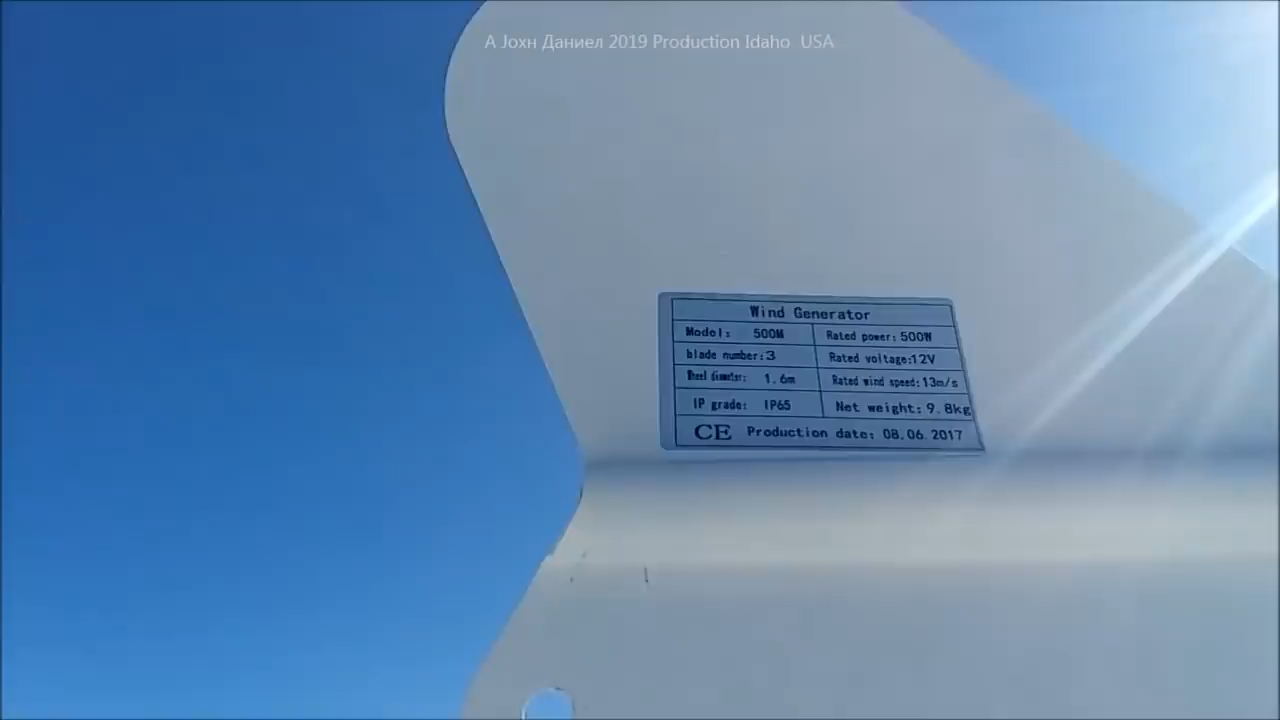 A Jохн Даниел 2019 Production Idaho  USA
Wind Generator
Model: 500M
Rated power: 500W
blade number: 3
Rated voltage: 12V
Wheel diameter: 1.6m
Rated wind speed: 13m/s
IP grade: IP65
Net weight: 9.8kg
CE Production date: 08.06.2017